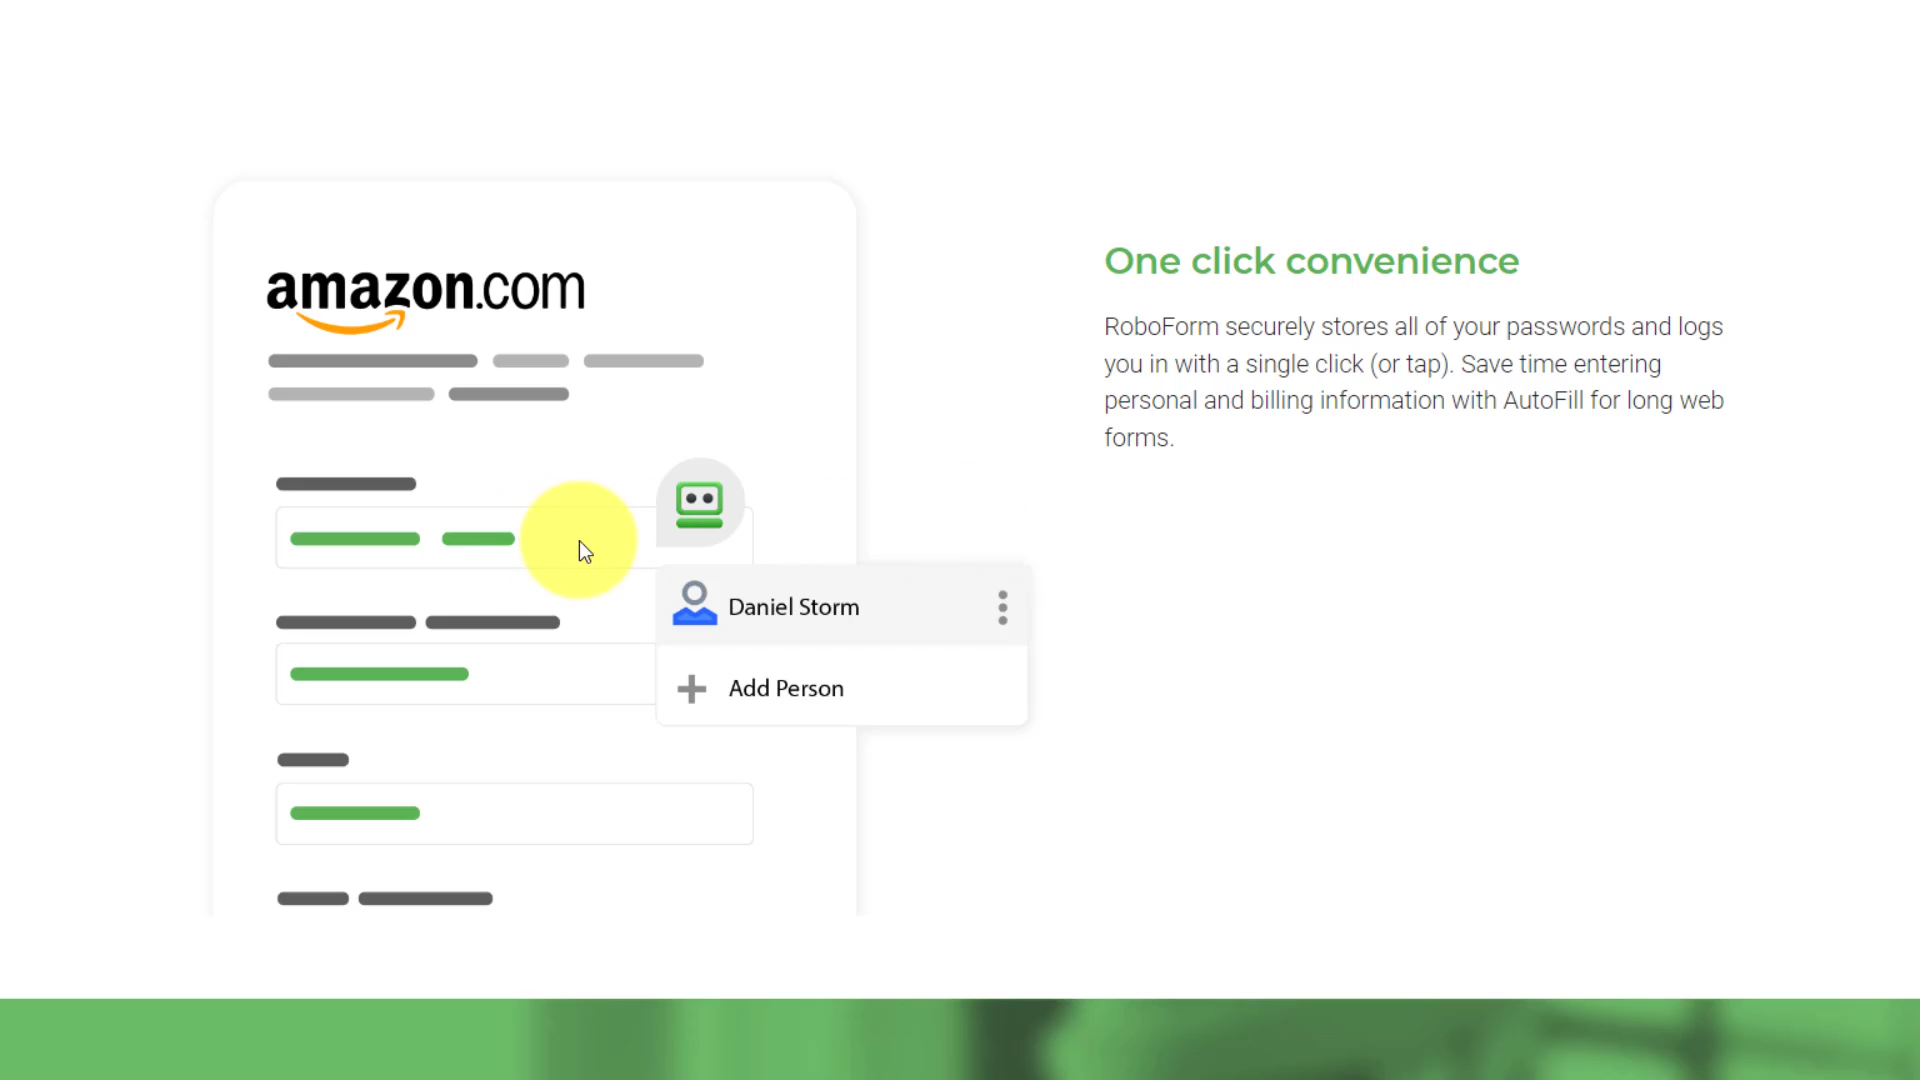 amazon.com
Daniel Storm
Add Person
One click convenience
RoboForm securely stores all of your passwords and logs
you in with a single click (or tap). Save time entering
personal and billing information with AutoFill for long web
forms.